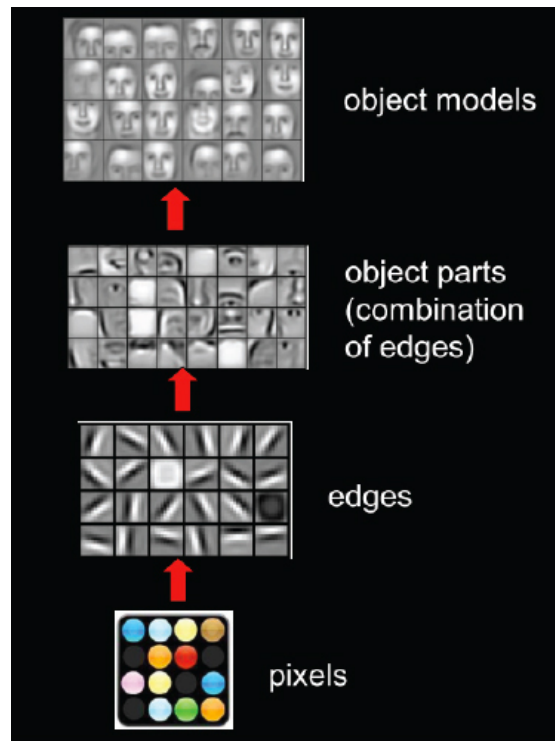 object models
object parts
(combination
of edges)
edges
pixels